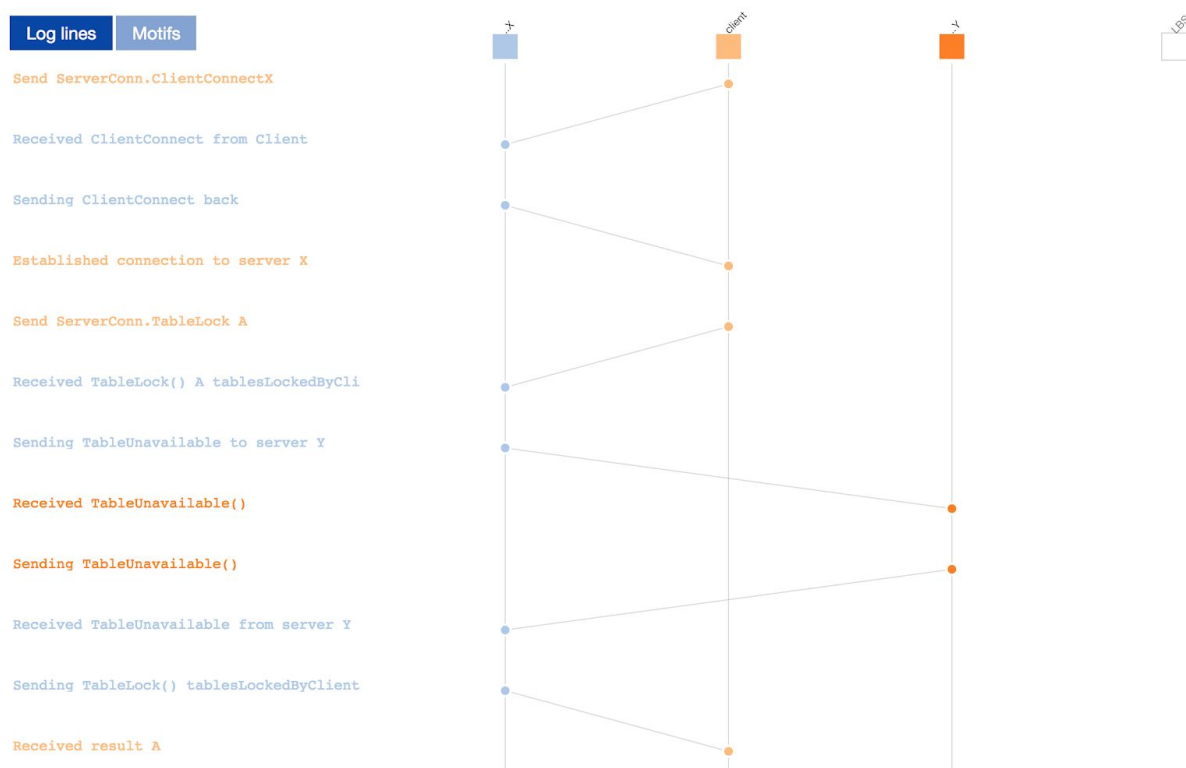 Log lines
Motifs
..X
client
..Y
LBS
Send ServerConn.ClientConnectX
Received ClientConnect from Client
Sending ClientConnect back
Established connection to server X
Send ServerConn.TableLock A
Received TableLock() A tablesLockedByCli
Sending TableUnavailable to server Y
Received TableUnavailable()
Sending TableUnavailable()
Received TableUnavailable from server Y
Sending TableLock() tablesLockedByClient
Received result A